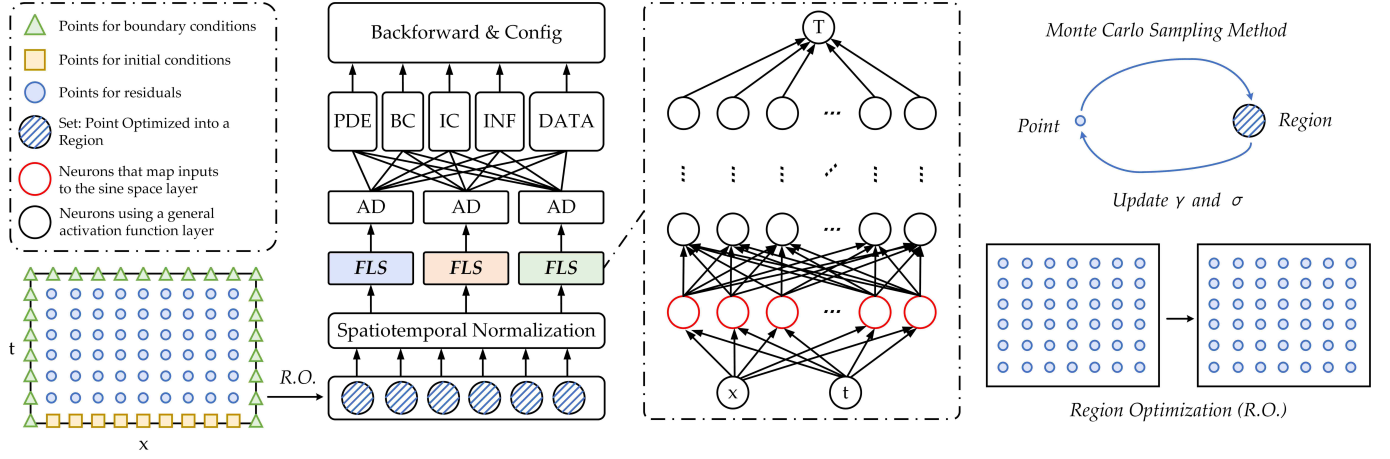 Points for boundary conditions
Points for initial conditions
Points for residuals
Set: Point Optimized into a
Region
Neurons that map inputs
to the sine space layer
Neurons using a general
activation function layer
t
x
R.O.
Backforward & Config
PDE
BC
IC
INF
DATA
AD
AD
AD
FLS
FLS
FLS
Spatiotemporal Normalization
T
...
...
...
x
t
Monte Carlo Sampling Method
Point
Region
Update γ and σ
Region Optimization (R.O.)